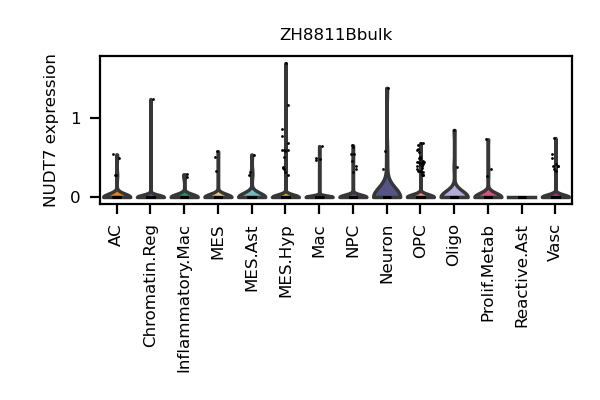 ZH8811Bbulk
NUDT7 expression
1
0
AC
Chromatin.Reg
Inflammatory.Mac
MES
MES.Ast
MES.Hyp
Mac
NPC
Neuron
OPC
Oligo
Prolif.Metab
Reactive.Ast
Vasc